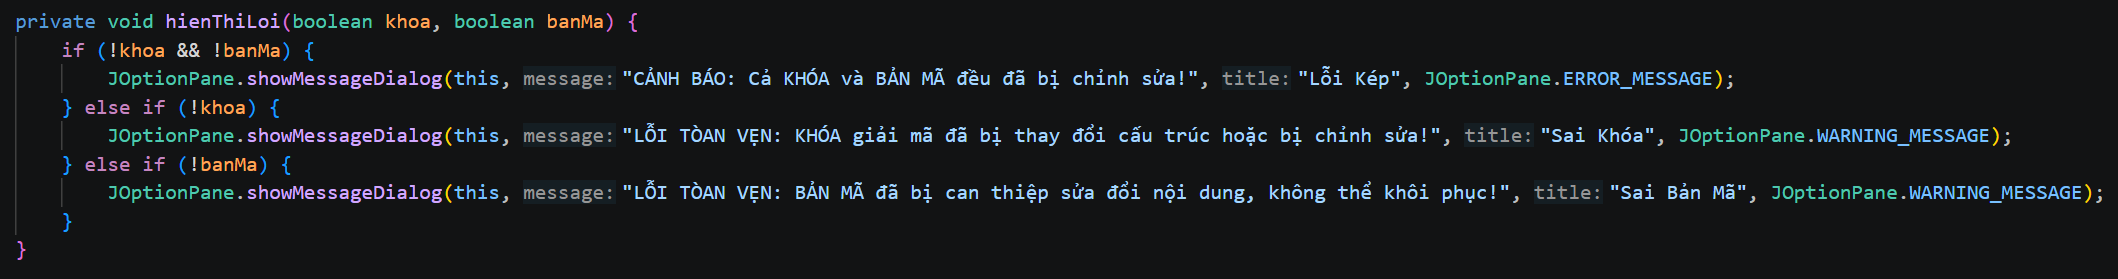 private void hienThiLoi(boolean khoa, boolean banMa) {
    if (!khoa && !banMa) {
        JOptionPane.showMessageDialog(this, message: "CẢNH BÁO: Cả KHÓA và BẢN MÃ đều đã bị chỉnh sửa!", title: "Lỗi Kép", JOptionPane.ERROR_MESSAGE);
    } else if (!khoa) {
        JOptionPane.showMessageDialog(this, message: "LỖI TÒAN VẸN: KHÓA giải mã đã bị thay đổi cấu trúc hoặc bị chỉnh sửa!", title: "Sai Khóa", JOptionPane.WARNING_MESSAGE);
    } else if (!banMa) {
        JOptionPane.showMessageDialog(this, message: "LỖI TÒAN VẸN: BẢN MÃ đã bị can thiệp sửa đổi nội dung, không thể khôi phục!", title: "Sai Bản Mã", JOptionPane.WARNING_MESSAGE);
    }
}